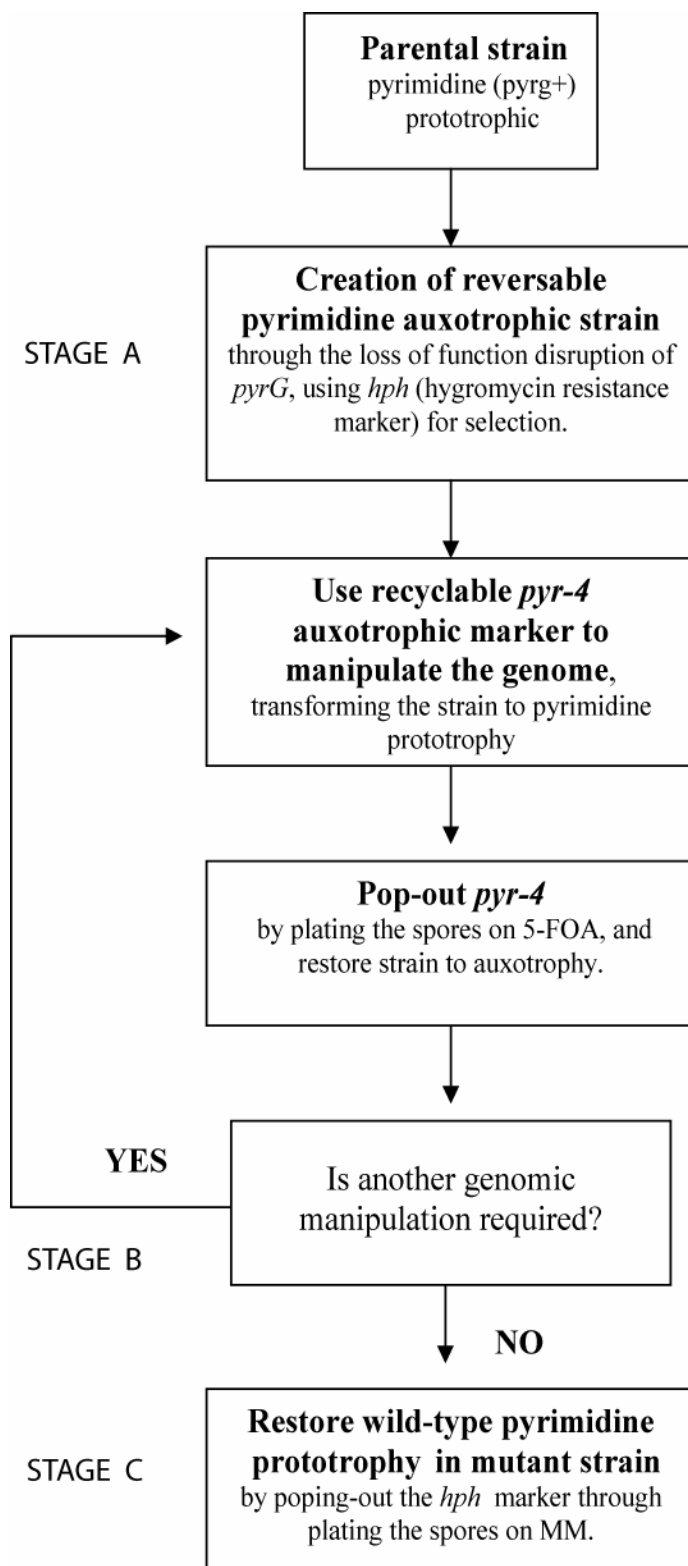 Parental strain
pyrimidine (pyrg+)
prototrophic
Creation of reversable
pyrimidine auxotrophic strain
through the loss of function disruption of
pyrG, using hph (hygromycin resistance
marker) for selection.
STAGE A
Use recyclable pyr-4
auxotrophic marker to
manipulate the genome,
transforming the strain to pyrimidine
prototrophy
Pop-out pyr-4
by plating the spores on 5-FOA, and
restore strain to auxotrophy.
YES
Is another genomic
manipulation required?
STAGE B
NO
Restore wild-type pyrimidine
prototrophy in mutant strain
by poping-out the hph marker through
plating the spores on MM.
STAGE C